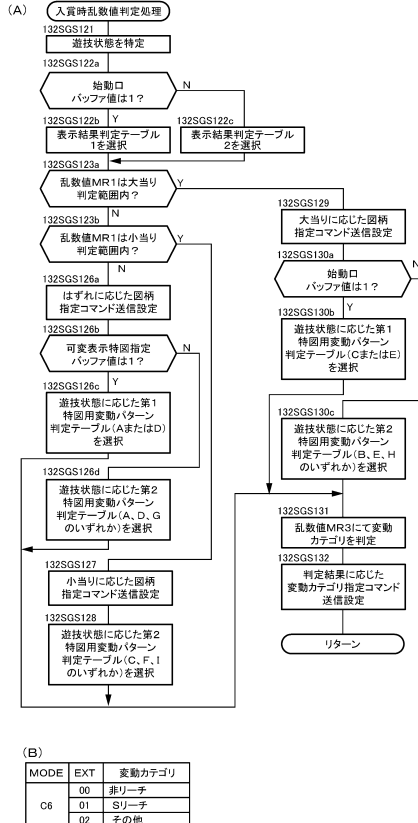 (A)
入賞時乱数値判定処理
132SGS121
遊技状態を特定
132SGS122a
始動口
バッファ値は1?
N
Y
132SGS122b
表示結果判定テーブル
1を選択
132SGS122c
表示結果判定テーブル
2を選択
132SGS123a
乱数値MR1は大当り
判定範囲内?
Y
N
132SGS123b
乱数値MR1は小当り
判定範囲内?
Y
N
132SGS126a
はずれに応じた図柄
指定コマンド送信設定
132SGS126b
可変表示特図指定
バッファ値は1?
N
Y
132SGS126c
遊技状態に応じた第1
特図用変動パターン
判定テーブル(AまたはD)
を選択
132SGS126d
遊技状態に応じた第2
特図用変動パターン
判定テーブル(A、D、G
のいずれか)を選択
132SGS127
小当りに応じた図柄
指定コマンド送信設定
132SGS128
遊技状態に応じた第2
特図用変動パターン
判定テーブル(C、F、I
のいずれか)を選択
132SGS129
大当りに応じた図柄
指定コマンド送信設定
132SGS130a
始動口
バッファ値は1?
N
Y
132SGS130b
遊技状態に応じた第1
特図用変動パターン
判定テーブル(CまたはE)
を選択
132SGS130c
遊技状態に応じた第2
特図用変動パターン
判定テーブル(B、E、H
のいずれか)を選択
132SGS131
乱数値MR3にて変動
カテゴリを判定
132SGS132
判定結果に応じた
変動カテゴリ指定コマンド
送信設定
リターン
(B)
MODE EXT 変動カテゴリ
00 非リーチ
C6 01 Sリーチ
02 その他